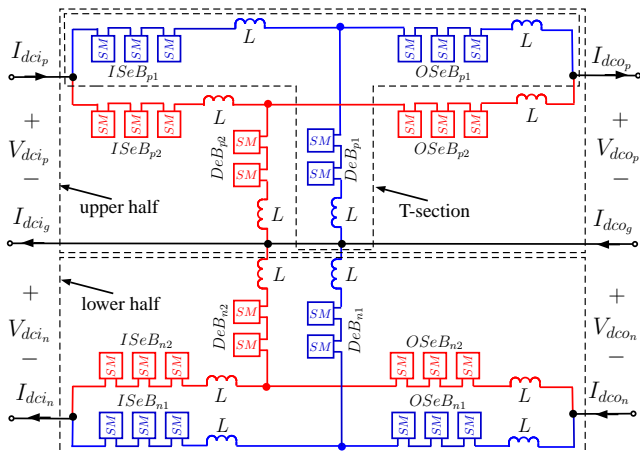 SM SM SM L SM SM SM L
I_{dci_p} ISeB_{p1} OSeB_{p1} I_{dco_p}
SM SM SM L SM SM SM L
+ ISeB_{p2} OSeB_{p2} +
V_{dci_p} DeB_{p2} SM SM SM SM DeB_{p1} V_{dco_p}
− −
upper half L L T-section
I_{dci_g} I_{dco_g}
L L
+ lower half +
V_{dci_n} SM SM DeB_{n2} SM SM DeB_{n1} V_{dco_n}
ISeB_{n2} OSeB_{n2}
− SM SM SM L SM SM SM L −
I_{dci_n} ISeB_{n1} OSeB_{n1} I_{dco_n}
SM SM SM L SM SM SM L